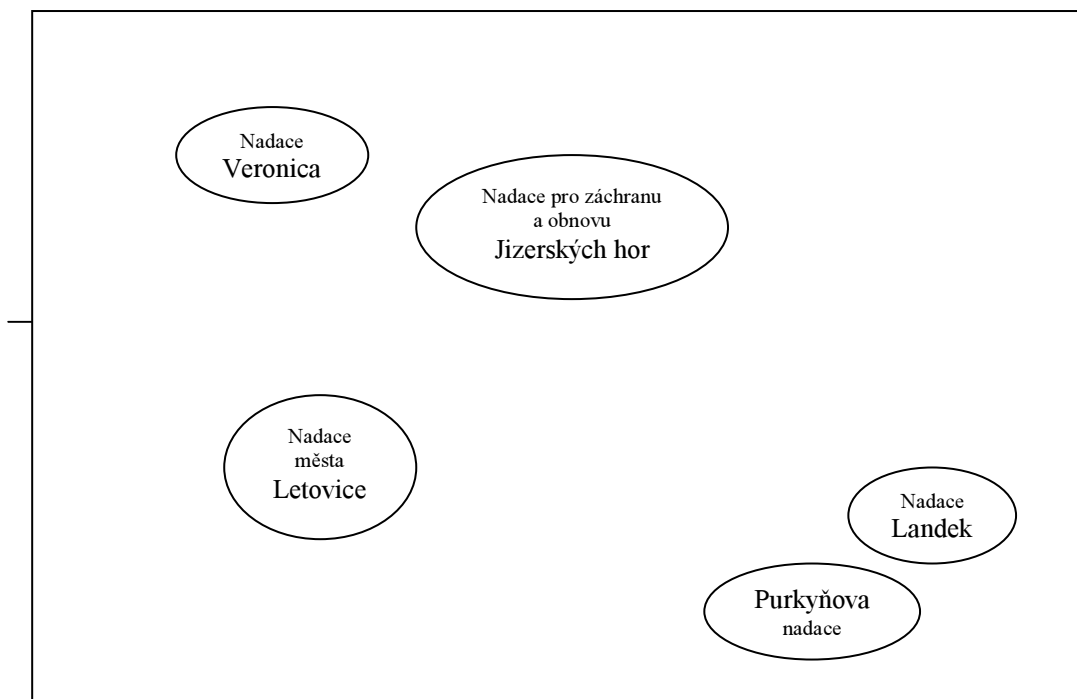 Nadace
Veronica
Nadace pro záchranu
a obnovu
Jizerských hor
Nadace
města
Letovice
Nadace
Landek
Purkyňova
nadace